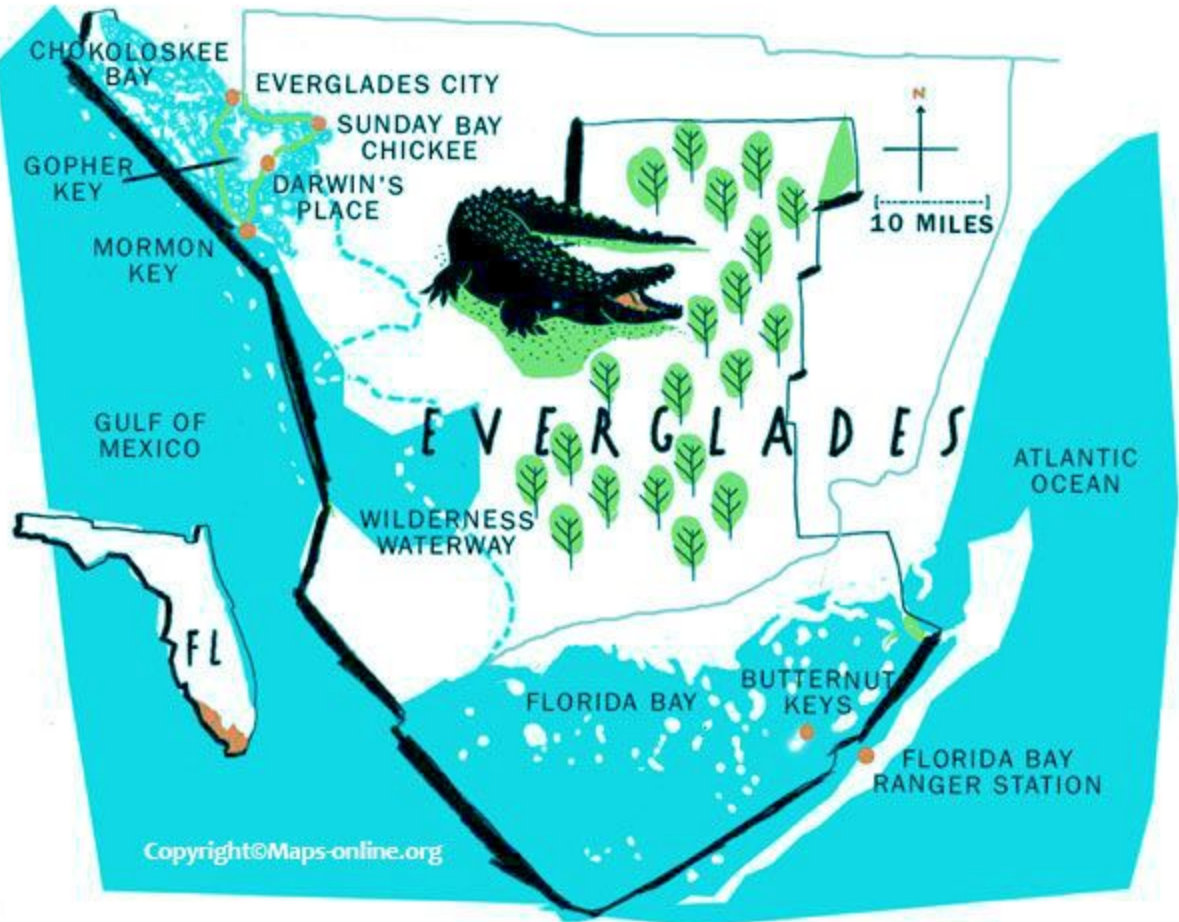 CHOKOLOSKEE
BAY
EVERGLADES CITY
SUNDAY BAY
CHICKEE
GOPHER
KEY
DARWIN'S
PLACE
MORMON
KEY
N
10 MILES
GULF OF
MEXICO
EVERGLADES
ATLANTIC
OCEAN
WILDERNESS
WATERWAY
FL
FLORIDA BAY
BUTTERNUT
KEYS
FLORIDA BAY
RANGER STATION
Copyright©Maps-online.org